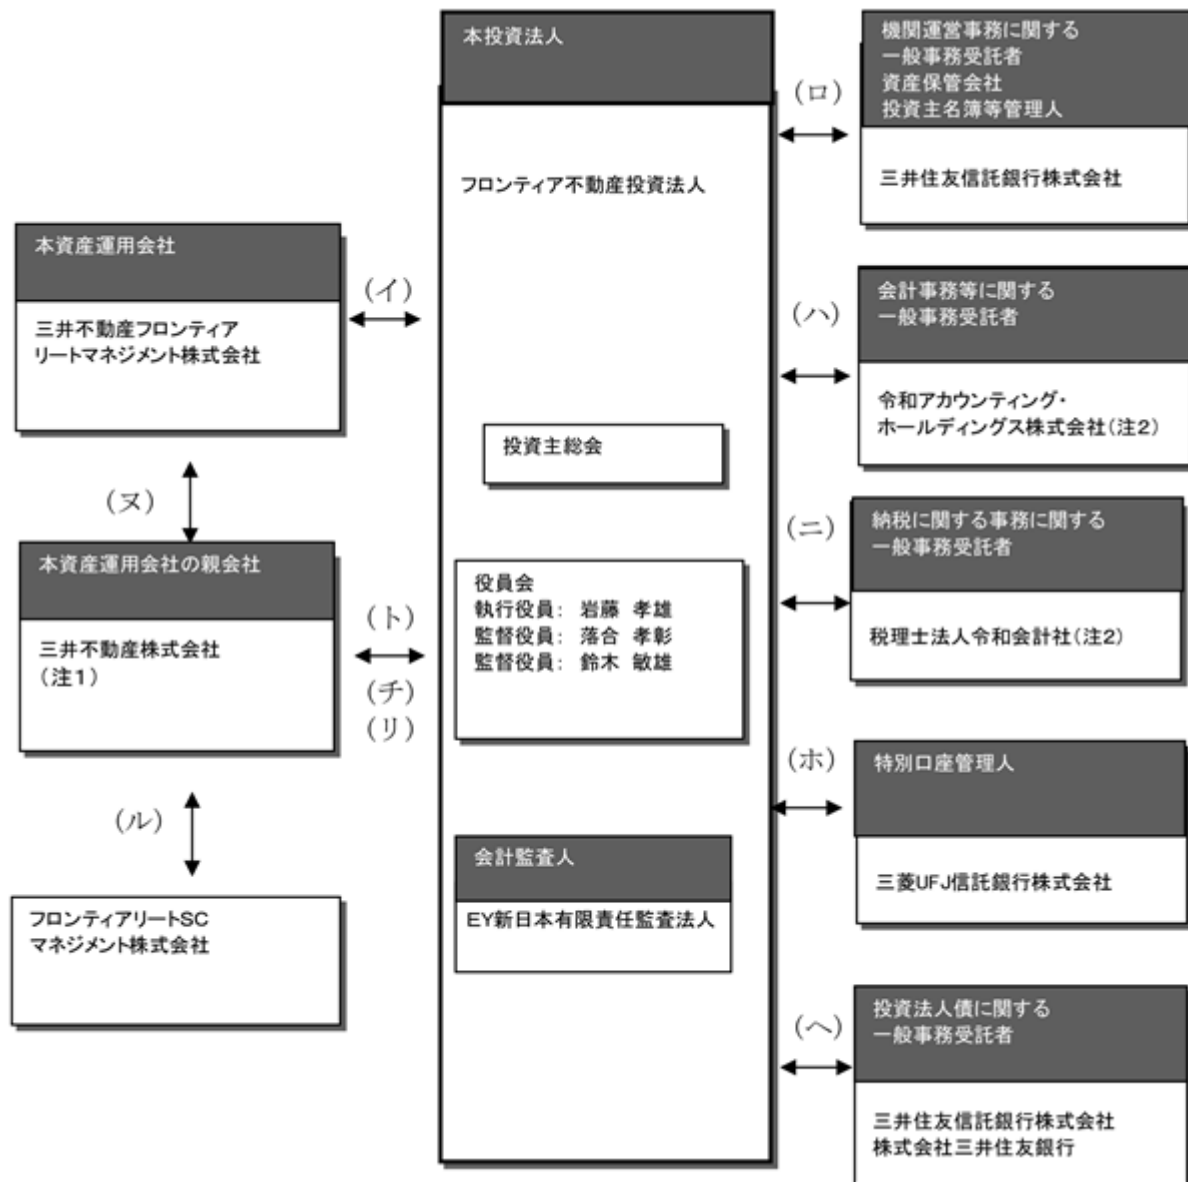 本投資法人
フロンティア不動産投資法人
投資主総会
役員会
執行役員： 岩藤 孝雄
監督役員： 落合 孝彰
監督役員： 鈴木 敏雄
会計監査人
EY新日本有限責任監査法人
(イ)
本資産運用会社
三井不動産フロンティア
リートマネジメント株式会社
(ヌ)
本資産運用会社の親会社
三井不動産株式会社
(注1)
(ト)
(チ)
(リ)
(ル)
フロンティアリートSC
マネジメント株式会社
(ロ)
機関運営事務に関する
一般事務受託者
資産保管会社
投資主名簿等管理人
三井住友信託銀行株式会社
(ハ)
会計事務等に関する
一般事務受託者
令和アカウンティング・
ホールディングス株式会社(注2)
(ニ)
納税に関する事務に関する
一般事務受託者
税理士法人令和会計社(注2)
(ホ)
特別口座管理人
三菱UFJ信託銀行株式会社
(ヘ)
投資法人債に関する
一般事務受託者
三井住友信託銀行株式会社
株式会社三井住友銀行